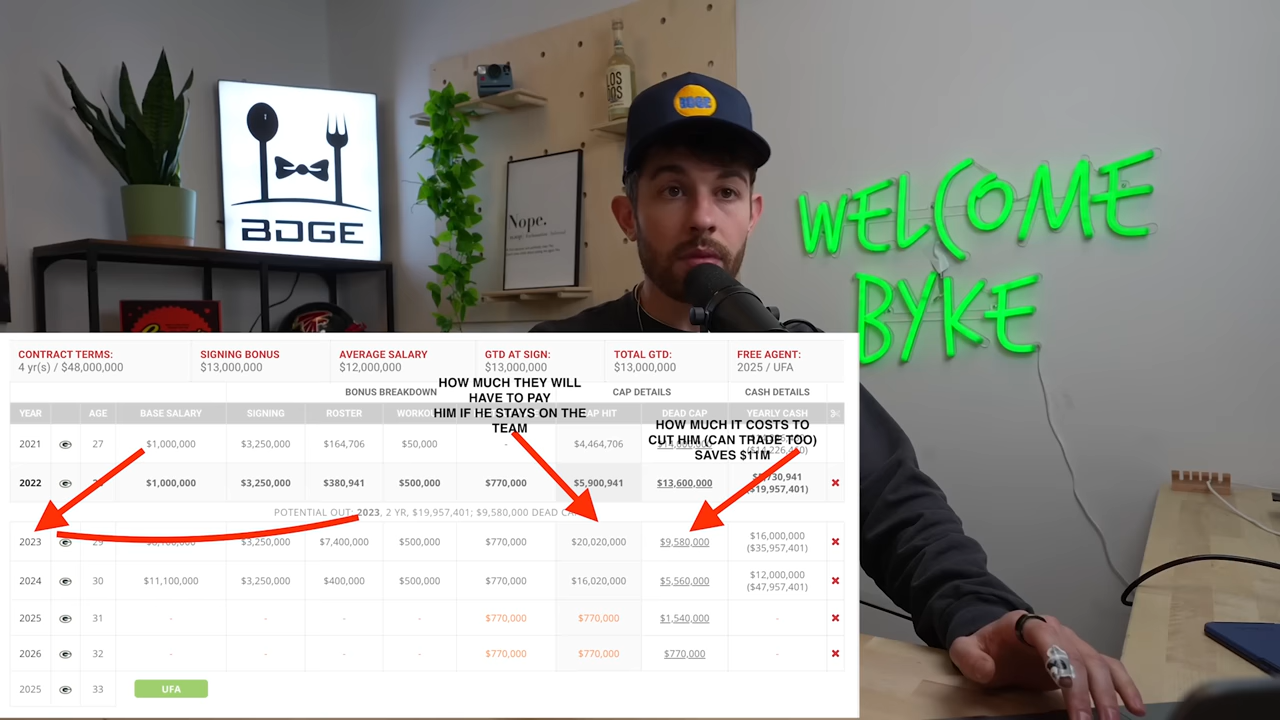 BDGE
LOS
DOS
BDGE
Nope.
WELCOME
BYKE
CONTRACT TERMS:
4 yr(s) / $48,000,000
SIGNING BONUS
$13,000,000
AVERAGE SALARY
$12,000,000
GTD AT SIGN:
$13,000,000
TOTAL GTD:
$13,000,000
FREE AGENT:
2025 / UFA
BONUS BREAKDOWN CAP DETAILS CASH DETAILS
HOW MUCH THEY WILL
HAVE TO PAY
HIM IF HE STAYS ON THE
TEAM
HOW MUCH IT COSTS TO
CUT HIM (CAN TRADE TOO)
SAVES $11M
YEAR AGE BASE SALARY SIGNING ROSTER CAP HIT DEAD CAP YEARLY CASH
2021 27 $1,000,000 $3,250,000 $164,706 $50,000 - $4,464,706
2022 $1,000,000 $3,250,000 $380,941 $500,000 $770,000 $5,900,941 $13,600,000 ($19,957,401)
POTENTIAL OUT: 2023, 2 YR, $19,957,401; $9,580,000 DEAD
2023 29 $3,250,000 $7,400,000 $500,000 $770,000 $20,020,000 $9,580,000 $16,000,000 ($35,957,401)
2024 30 $11,100,000 $3,250,000 $400,000 $500,000 $770,000 $16,020,000 $5,560,000 $12,000,000 ($47,957,401)
2025 31 - - - - $770,000 $770,000 $1,540,000 -
2026 32 - - - - $770,000 $770,000 $770,000 -
2025 33 UFA